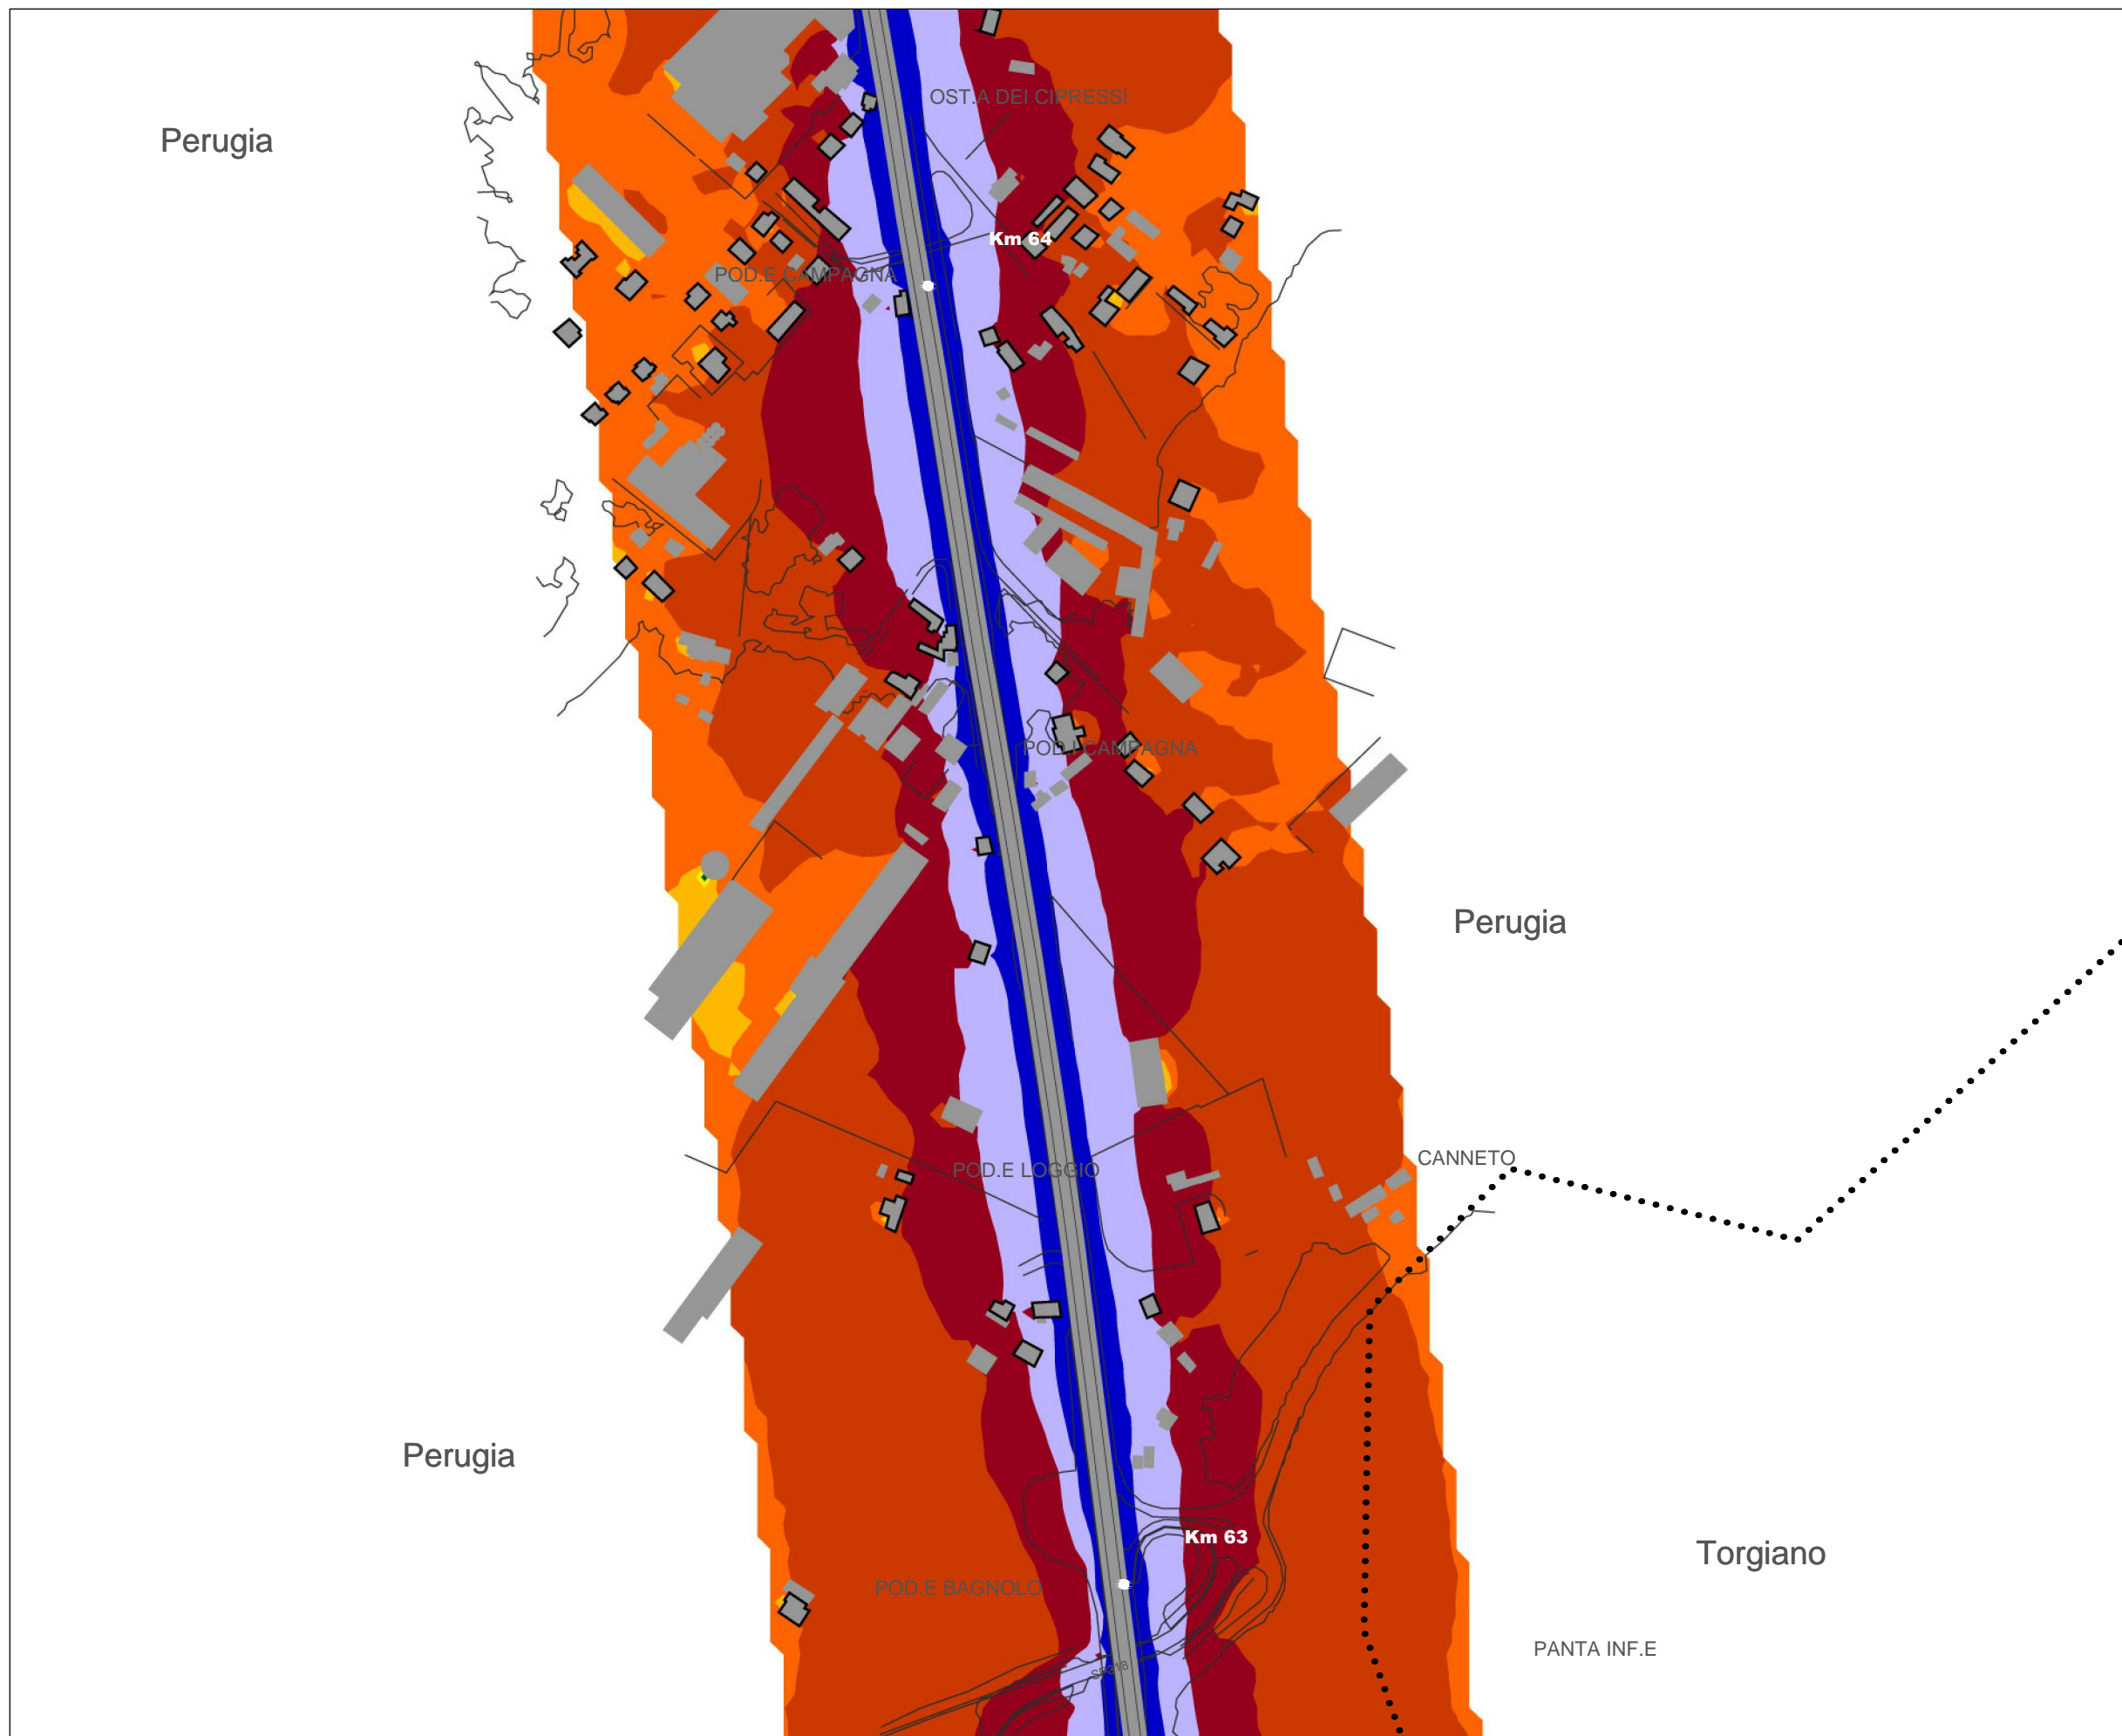 OST.A DEI CIPRESSI
Perugia
Km 64
POD.E CAMPAGNA
POD.I CAMPAGNA
Perugia
CANNETO
POD.E LOGGIO
Perugia
Km 63
Torgiano
POD.E BAGNOLO
PANTA INF.E